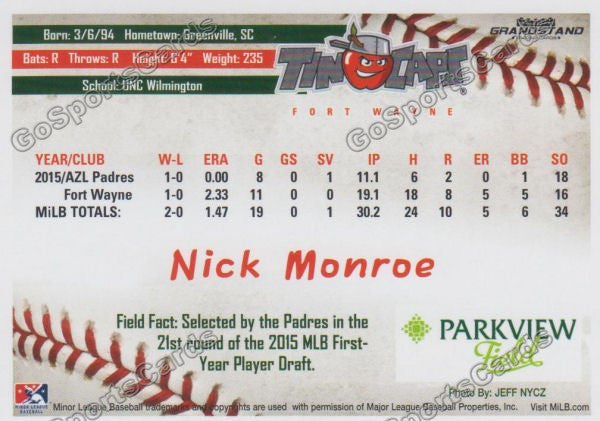 Born: 3/6/94 Hometown: Greenville, SC
Bats: R Throws: R Height: 6'4" Weight: 235
School: UNC Wilmington
GRANDSTAND
TINCAPS
®
FORT WAYNE
YEAR/CLUB W-L ERA G GS SV IP H R ER BB SO
2015/AZL Padres 1-0 0.00 8 0 1 11.1 6 2 0 1 18
Fort Wayne 1-0 2.33 11 0 0 19.1 18 8 5 5 16
MiLB TOTALS: 2-0 1.47 19 0 1 30.2 24 10 5 6 34
Nick Monroe
Field Fact: Selected by the Padres in the
21st round of the 2015 MLB First-
Year Player Draft.
PARKVIEW
Field
Photo By: JEFF NYCZ
MINOR LEAGUE
BASEBALL
Minor League Baseball trademarks and copyrights are used with permission of Major League Baseball Properties, Inc. Visit MiLB.com
GoSportsCards
GoSportsCards
GoSportsCards
GoSportsCards